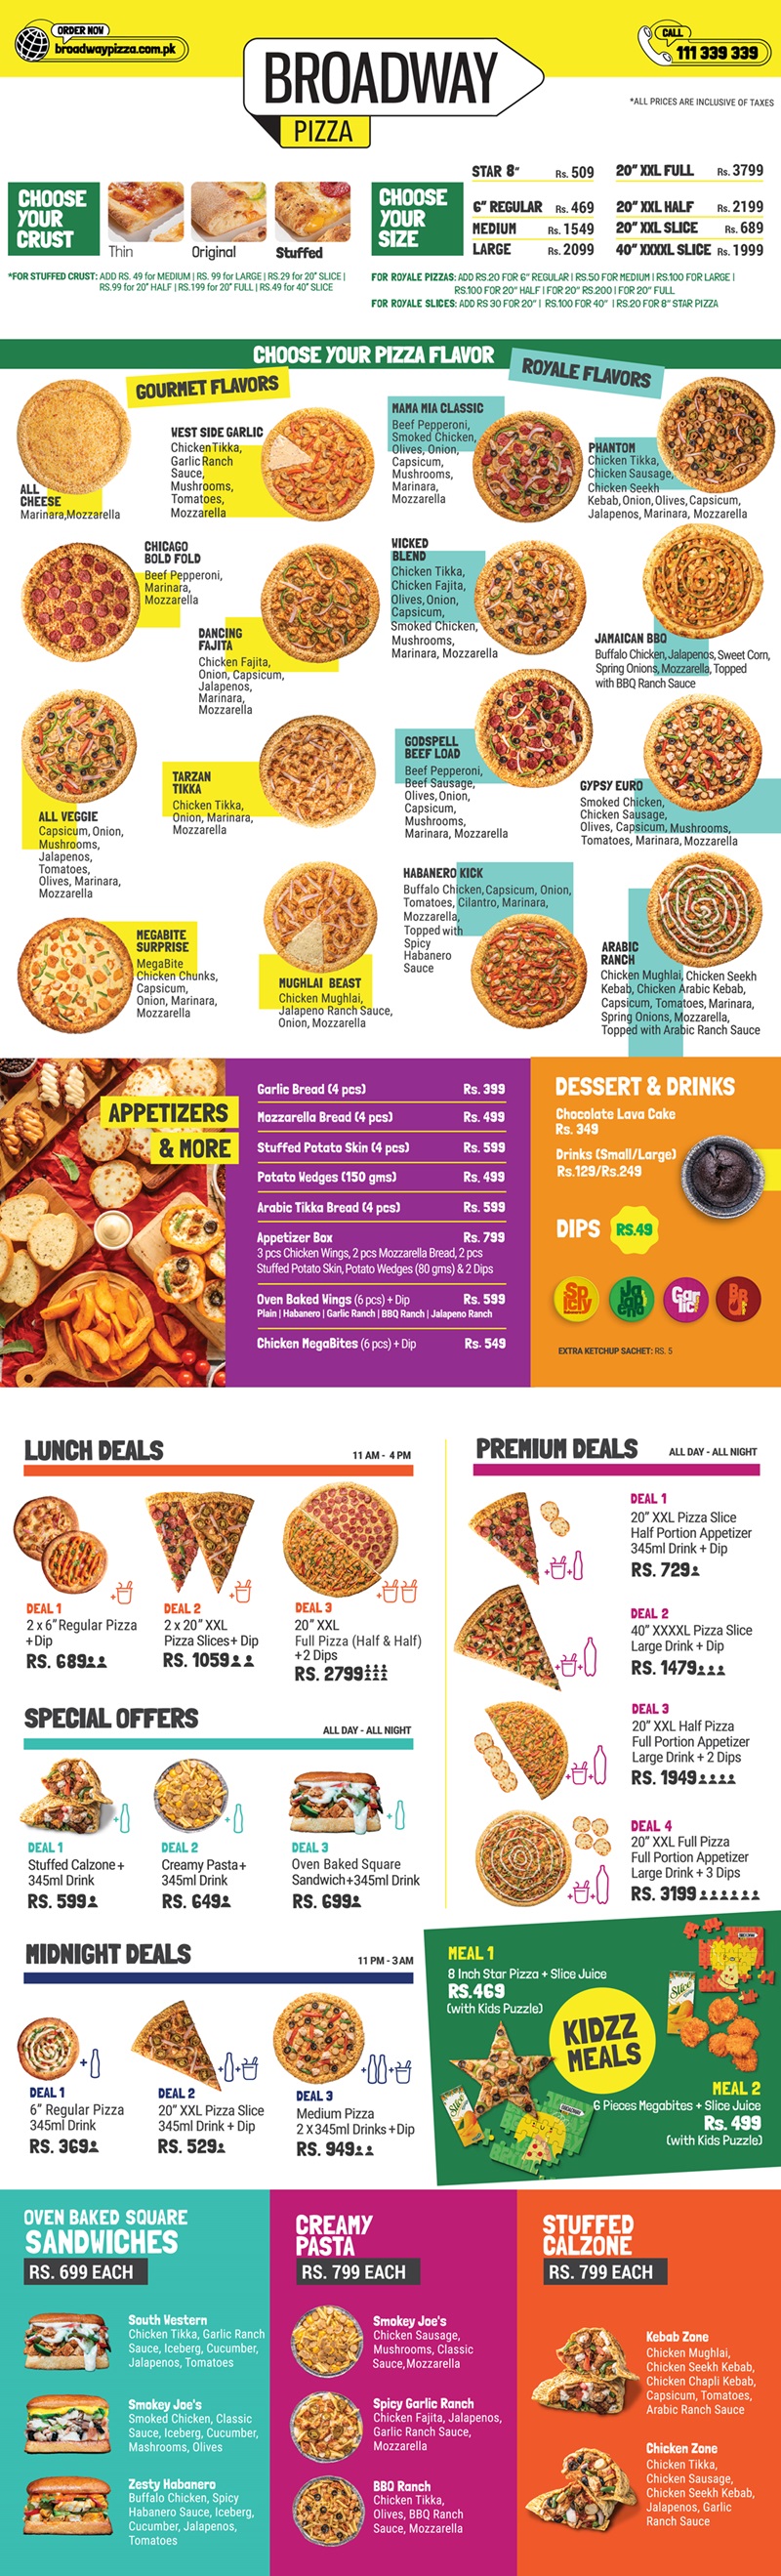 ORDER NOW
broadwaypizza.com.pk
CALL
111 339 339
BROADWAY
PIZZA
*ALL PRICES ARE INCLUSIVE OF TAXES
CHOOSE
YOUR
CRUST
Thin
Original
Stuffed
*FOR STUFFED CRUST: ADD RS. 49 for MEDIUM | RS. 99 for LARGE | RS.29 for 20" SLICE |
RS.99 for 20" HALF | RS.199 for 20" FULL | RS.49 for 40" SLICE
CHOOSE
YOUR
SIZE
STAR 8" Rs. 509
6" REGULAR Rs. 469
MEDIUM Rs. 1549
LARGE Rs. 2099
20" XXL FULL Rs. 3799
20" XXL HALF Rs. 2199
20" XXL SLICE Rs. 689
40" XXXXL SLICE Rs. 1999
FOR ROYALE PIZZAS: ADD RS.20 FOR 6" REGULAR | RS.50 FOR MEDIUM | RS.100 FOR LARGE |
RS.100 FOR 20" HALF | FOR 20" RS.200 | FOR 20" FULL
FOR ROYALE SLICES: ADD RS 30 FOR 20" | RS.100 FOR 40" | RS.20 FOR 8" STAR PIZZA
CHOOSE YOUR PIZZA FLAVOR
GOURMET FLAVORS
ALL
CHEESE
Marinara,Mozzarella
WEST SIDE GARLIC
Chicken Tikka,
Garlic Ranch
Sauce,
Mushrooms,
Tomatoes,
Mozzarella
CHICAGO
BOLD FOLD
Beef Pepperoni,
Marinara,
Mozzarella
DANCING
FAJITA
Chicken Fajita,
Onion, Capsicum,
Jalapenos,
Marinara,
Mozzarella
ALL VEGGIE
Capsicum, Onion,
Mushrooms,
Jalapenos,
Tomatoes,
Olives, Marinara,
Mozzarella
TARZAN
TIKKA
Chicken Tikka,
Onion, Marinara,
Mozzarella
MEGABITE
SURPRISE
MegaBite
Chicken Chunks,
Capsicum,
Onion, Marinara,
Mozzarella
MUGHLAI BEAST
Chicken Mughlai,
Jalapeno Ranch Sauce,
Onion, Mozzarella
ROYALE FLAVORS
MAMA MIA CLASSIC
Beef Pepperoni,
Smoked Chicken,
Olives, Onion,
Capsicum,
Mushrooms,
Marinara,
Mozzarella
PHANTOM
Chicken Tikka,
Chicken Sausage,
Chicken Seekh
Kebab, Onion, Olives, Capsicum,
Jalapenos, Marinara, Mozzarella
WICKED
BLEND
Chicken Tikka,
Chicken Fajita,
Olives, Onion,
Capsicum,
Smoked Chicken,
Mushrooms,
Marinara, Mozzarella
JAMAICAN BBQ
Buffalo Chicken, Jalapenos, Sweet Corn,
Spring Onions, Mozzarella, Topped
with BBQ Ranch Sauce
GODSPELL
BEEF LOAD
Beef Pepperoni,
Beef Sausage,
Olives, Onion,
Capsicum,
Mushrooms,
Marinara, Mozzarella
GYPSY EURO
Smoked Chicken,
Chicken Sausage,
Olives, Capsicum, Mushrooms,
Tomatoes, Marinara, Mozzarella
HABANERO KICK
Buffalo Chicken, Capsicum, Onion,
Tomatoes, Cilantro, Marinara,
Mozzarella,
Topped with
Spicy
Habanero
Sauce
ARABIC
RANCH
Chicken Mughlai, Chicken Seekh
Kebab, Chicken Arabic Kebab,
Capsicum, Tomatoes, Marinara,
Spring Onions, Mozzarella,
Topped with Arabic Ranch Sauce
APPETIZERS
& MORE
Garlic Bread (4 pcs) Rs. 399
Mozzarella Bread (4 pcs) Rs. 499
Stuffed Potato Skin (4 pcs) Rs. 599
Potato Wedges (150 gms) Rs. 499
Arabic Tikka Bread (4 pcs) Rs. 599
Appetizer Box Rs. 799
3 pcs Chicken Wings, 2 pcs Mozzarella Bread, 2 pcs
Stuffed Potato Skin, Potato Wedges (80 gms) & 2 Dips
Oven Baked Wings (6 pcs) + Dip Rs. 599
Plain | Habanero | Garlic Ranch | BBQ Ranch | Jalapeno Ranch
Chicken MegaBites (6 pcs) + Dip Rs. 549
DESSERT & DRINKS
Chocolate Lava Cake
Rs. 349
Drinks (Small/Large)
Rs.129/Rs.249
DIPS
RS.49
EXTRA KETCHUP SACHET: RS. 5
LUNCH DEALS
11 AM - 4 PM
DEAL 1
2 x 6" Regular Pizza
+ Dip
RS. 689
DEAL 2
2 x 20" XXL
Pizza Slices + Dip
RS. 1059
DEAL 3
20" XXL
Full Pizza (Half & Half)
+ 2 Dips
RS. 2799
SPECIAL OFFERS
ALL DAY - ALL NIGHT
DEAL 1
Stuffed Calzone +
345ml Drink
RS. 599
DEAL 2
Creamy Pasta +
345ml Drink
RS. 649
DEAL 3
Oven Baked Square
Sandwich +345ml Drink
RS. 699
MIDNIGHT DEALS
11 PM - 3 AM
DEAL 1
6" Regular Pizza
345ml Drink
RS. 369
DEAL 2
20" XXL Pizza Slice
345ml Drink + Dip
RS. 529
DEAL 3
Medium Pizza
2 x 345ml Drinks + Dip
RS. 949
PREMIUM DEALS
ALL DAY - ALL NIGHT
DEAL 1
20" XXL Pizza Slice
Half Portion Appetizer
345ml Drink + Dip
RS. 729
DEAL 2
40" XXXXL Pizza Slice
Large Drink + Dip
RS. 1479
DEAL 3
20" XXL Half Pizza
Full Portion Appetizer
Large Drink + 2 Dips
RS. 1949
DEAL 4
20" XXL Full Pizza
Full Portion Appetizer
Large Drink + 3 Dips
RS. 3199
MEAL 1
8 Inch Star Pizza + Slice Juice
RS.469
(with Kids Puzzle)
KIDZZ
MEALS
MEAL 2
6 Pieces Megabites + Slice Juice
Rs. 499
(with Kids Puzzle)
OVEN BAKED SQUARE
SANDWICHES
RS. 699 EACH
South Western
Chicken Tikka, Garlic Ranch
Sauce, Iceberg, Cucumber,
Jalapenos, Tomatoes
Smokey Joe's
Smoked Chicken, Classic
Sauce, Iceberg, Cucumber,
Mashrooms, Olives
Zesty Habanero
Buffalo Chicken, Spicy
Habanero Sauce, Iceberg,
Cucumber, Jalapenos,
Tomatoes
CREAMY
PASTA
RS. 799 EACH
Smokey Joe's
Chicken Sausage,
Mushrooms, Classic
Sauce, Mozzarella
Spicy Garlic Ranch
Chicken Fajita, Jalapenos,
Garlic Ranch Sauce,
Mozzarella
BBQ Ranch
Chicken Tikka,
Olives, BBQ Ranch
Sauce, Mozzarella
STUFFED
CALZONE
RS. 799 EACH
Kebab Zone
Chicken Mughlai,
Chicken Seekh Kebab,
Chicken Chapli Kebab,
Capsicum, Tomatoes,
Arabic Ranch Sauce
Chicken Zone
Chicken Tikka,
Chicken Sausage,
Chicken Seekh Kebab,
Jalapenos, Garlic
Ranch Sauce